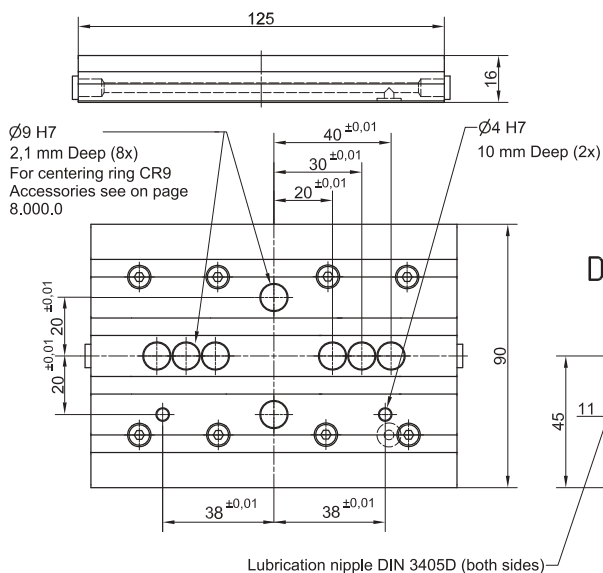 125
16
Ø9 H7
2,1 mm Deep (8x)
For centering ring CR9
Accessories see on page
8.000.0
40 ±0,01
30 ±0,01
20 ±0,01
Ø4 H7
10 mm Deep (2x)
D
20 ±0,01
20 ±0,01
90
45
11
38 ±0,01
38 ±0,01
Lubrication nipple DIN 3405D (both sides)